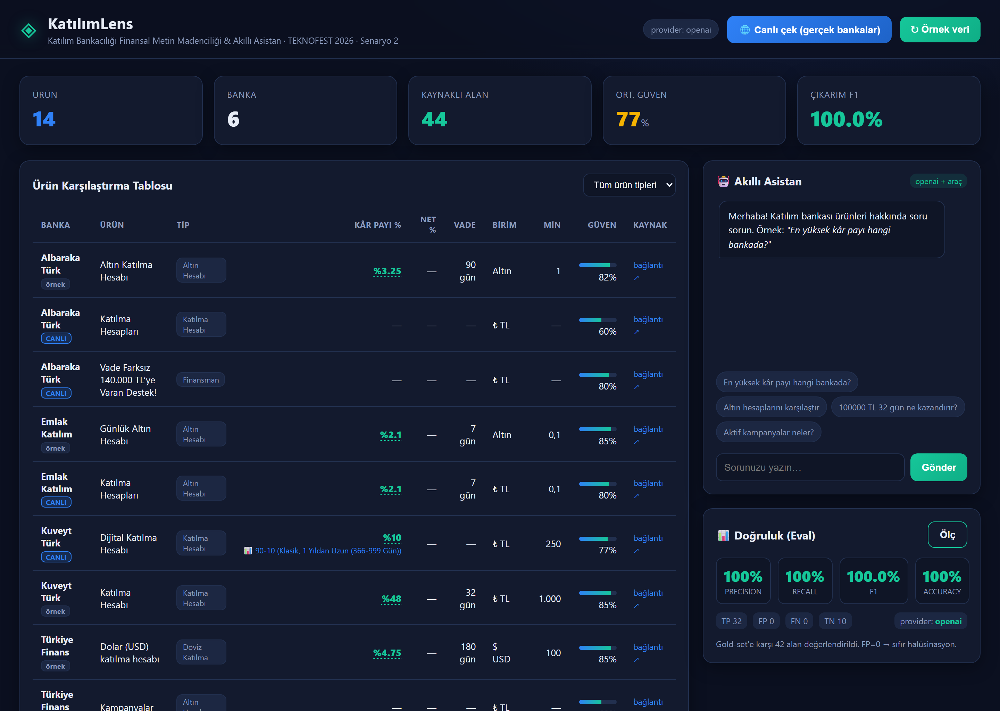 KatılımLens
Katılım Bankacılığı Finansal Metin Madenciliği & Akıllı Asistan · TEKNOFEST 2026 · Senaryo 2
provider: openai
Canlı çek (gerçek bankalar)
↻ Örnek veri
ÜRÜN
14
BANKA
6
KAYNAKLI ALAN
44
ORT. GÜVEN
77%
ÇIKARIM F1
100.0%
Ürün Karşılaştırma Tablosu
Tüm ürün tipleri
BANKA ÜRÜN TİP KÂR PAYI % NET % VADE BİRİM MİN GÜVEN KAYNAK
Albaraka Türk örnek Altın Katılma Hesabı Altın Hesabı %3.25 — 90 gün Altın 1 82% bağlantı ↗
Albaraka Türk CANLI Katılma Hesapları Katılma Hesabı — — — ₺ TL — 60% bağlantı ↗
Albaraka Türk CANLI Vade Farksız 140.000 TL’ye Varan Destek! Finansman — — — ₺ TL — 80% bağlantı ↗
Emlak Katılım örnek Günlük Altın Hesabı Altın Hesabı %2.1 — 7 gün Altın 0,1 85% bağlantı ↗
Emlak Katılım CANLI Katılma Hesapları Altın Hesabı %2.1 — 7 gün ₺ TL 0,1 80% bağlantı ↗
Kuveyt Türk CANLI Dijital Katılma Hesabı Katılma Hesabı %10 90-10 (Klasik, 1 Yıldan Uzun (366-999 Gün)) — — ₺ TL 250 77% bağlantı ↗
Kuveyt Türk örnek Katılma Hesabı Katılma Hesabı %48 — 32 gün ₺ TL 1.000 85% bağlantı ↗
Türkiye Finans örnek Dolar (USD) katılma hesabı Döviz Katılma %4.75 — 180 gün $ USD 100 85% bağlantı ↗
Türkiye Finans Kampanyalar Altın — — — ₺ TL — bağlantı
Akıllı Asistan
openai + araç
Merhaba! Katılım bankası ürünleri hakkında soru
sorun. Örnek: "En yüksek kâr payı hangi
bankada?"
En yüksek kâr payı hangi bankada?
Altın hesaplarını karşılaştır
100000 TL 32 gün ne kazandırır?
Aktif kampanyalar neler?
Sorunuzu yazın…
Gönder
Doğruluk (Eval)
Ölç
100% PRECİSİON
100% RECALL
100.0% F1
100% ACCURACY
TP 32
FP 0
FN 0
TN 10
provider: openai
Gold-set'e karşı 42 alan değerlendirildi. FP=0 → sıfır halüsinasyon.